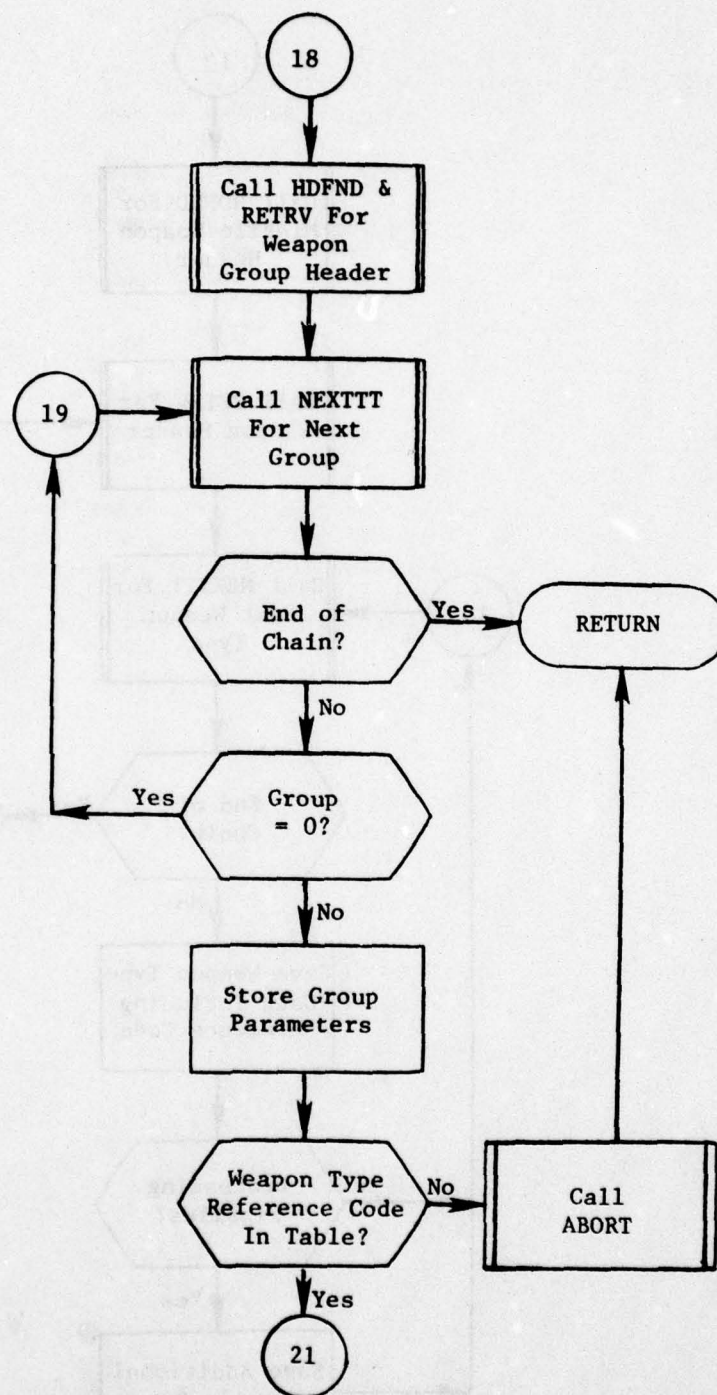 18
Call HDFND &
RETRV For
Weapon
Group Header
19
Call NEXTTT
For Next
Group
End of
Chain?
Yes
RETURN
No
Group
= 0?
Yes
No
Store Group
Parameters
Weapon Type
Reference Code
In Table?
No
Call
ABORT
Yes
21